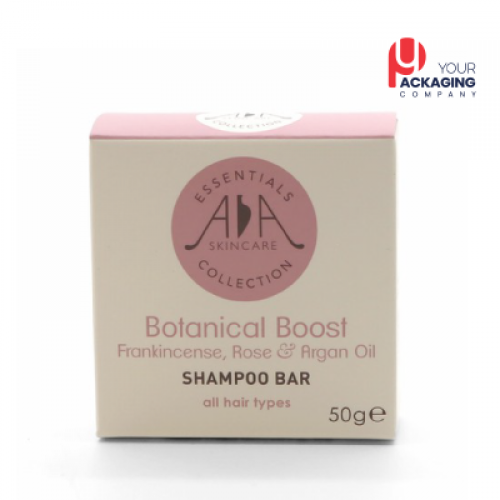 YOUR
PACKAGING
COMPANY
COLLECTION
ESSENTIALS
AA
SKINCARE
COLLECTION
Botanical Boost
Frankincense, Rose & Argan Oil
SHAMPOO BAR
all hair types
50g℮